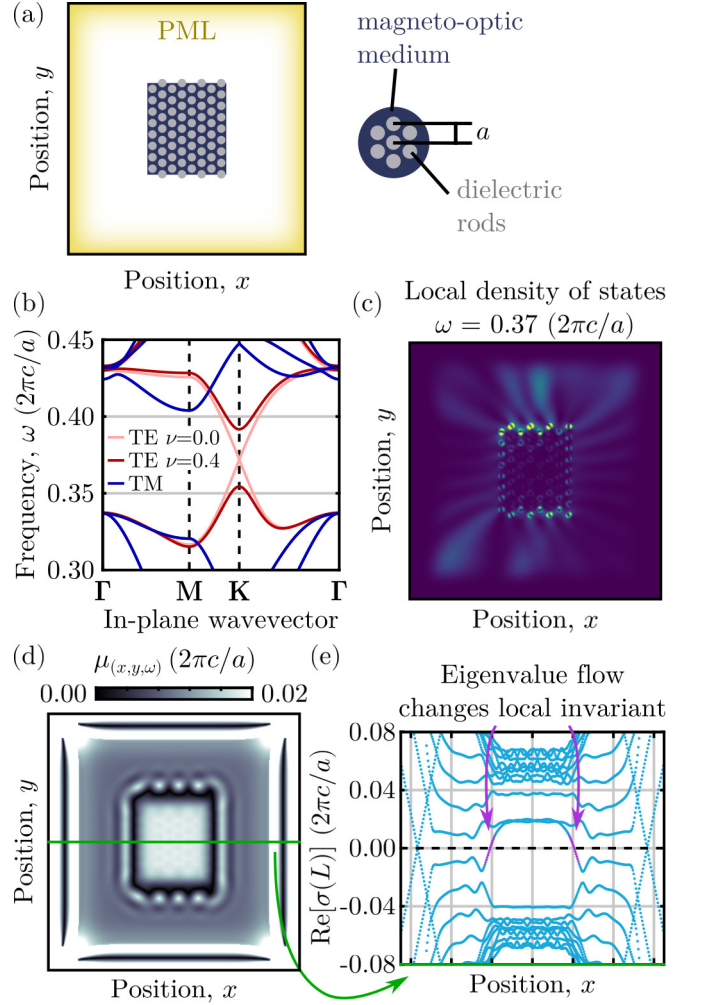 (a)
PML
magneto-optic
medium
a
dielectric
rods
Position, y
Position, x
(b)
0.45
0.40
0.35
0.30
Frequency, ω (2πc/a)
TE ν=0.0
TE ν=0.4
TM
Γ M K Γ
In-plane wavevector
(c)
Local density of states
ω = 0.37 (2πc/a)
Position, y
Position, x
(d)
μ(x,y,ω) (2πc/a)
0.00 0.02
Position, y
Position, x
(e)
Eigenvalue flow
changes local invariant
0.08
0.04
0.00
-0.04
-0.08
Re[σ(L)] (2πc/a)
Position, x